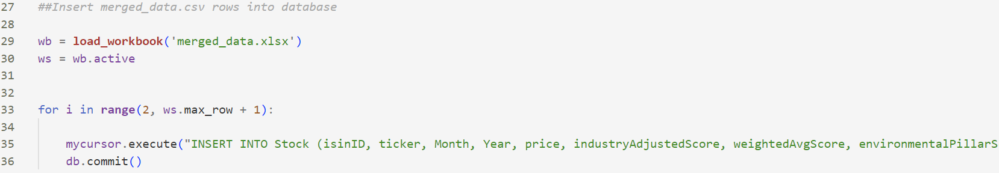 27 ##Insert merged_data.csv rows into database
28
29 wb = load_workbook('merged_data.xlsx')
30 ws = wb.active
31
32
33 for i in range(2, ws.max_row + 1):
34
35 mycursor.execute("INSERT INTO Stock (isinID, ticker, Month, Year, price, industryAdjustedScore, weightedAvgScore, environmentalPillarS
36 db.commit()